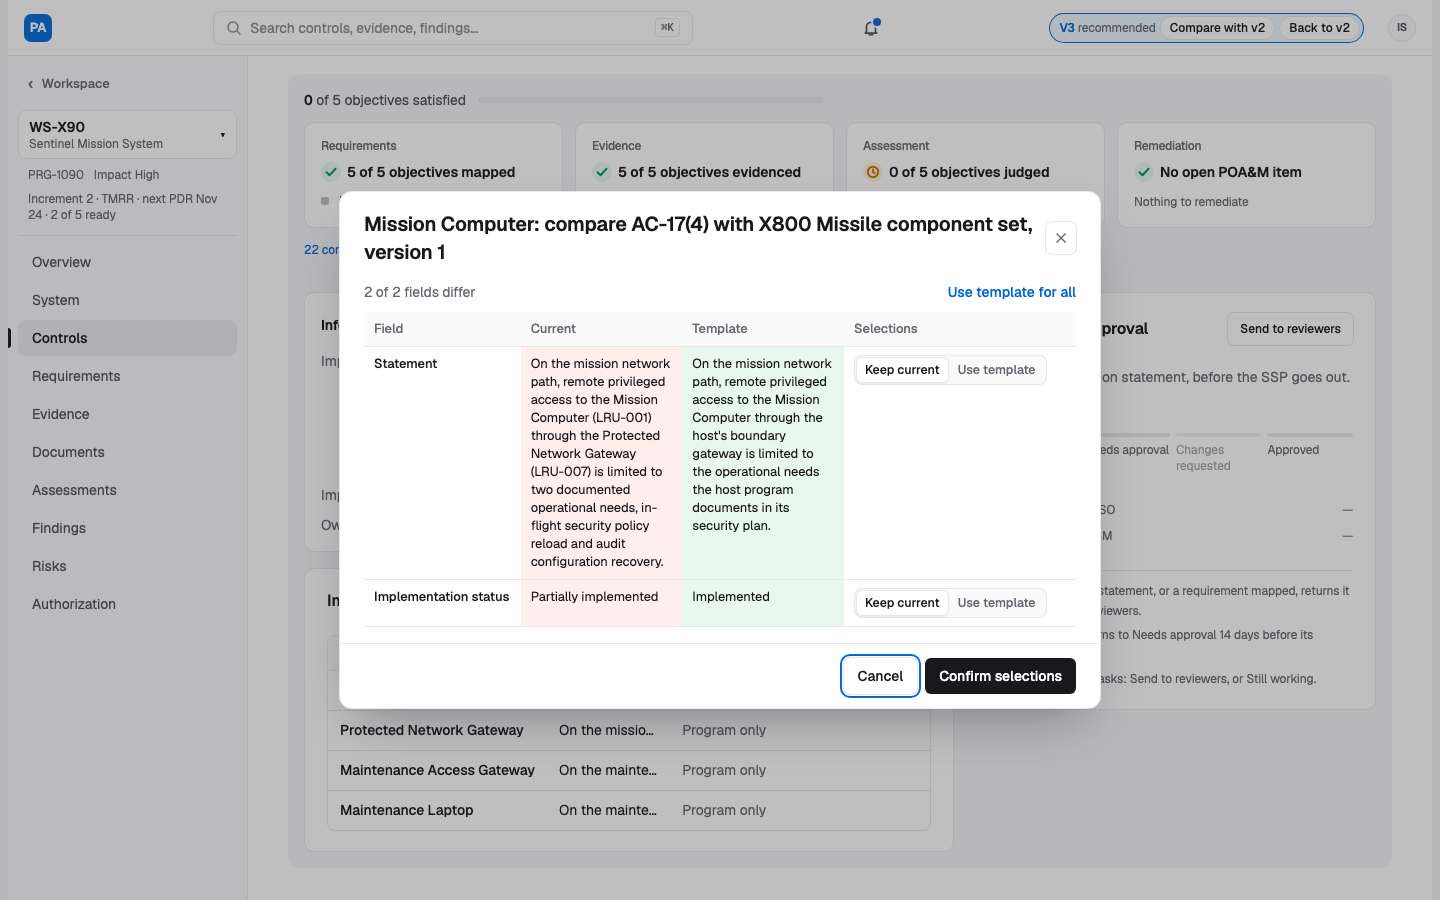 PA
Search controls, evidence, findings...
⌘K
V3 recommended
Compare with v2
Back to v2
IS
‹ Workspace
WS-X90
Sentinel Mission System
PRG-1090 Impact High
Increment 2 · TMRR · next PDR Nov
24 · 2 of 5 ready
Overview
System
Controls
Requirements
Evidence
Documents
Assessments
Findings
Risks
Authorization
0 of 5 objectives satisfied
Requirements
5 of 5 objectives mapped
Evidence
5 of 5 objectives evidenced
Assessment
0 of 5 objectives judged
Remediation
No open POA&M item
Nothing to remediate
22
Mission Computer: compare AC-17(4) with X800 Missile component set,
version 1
2 of 2 fields differ
Use template for all
Field
Current
Template
Selections
Statement
On the mission network
path, remote privileged
access to the Mission
Computer (LRU-001)
through the Protected
Network Gateway
(LRU-007) is limited to
two documented
operational needs, in-
flight security policy
reload and audit
configuration recovery.
On the mission network
path, remote privileged
access to the Mission
Computer through the
host's boundary
gateway is limited to
the operational needs
the host program
documents in its
security plan.
Keep current
Use template
Implementation status
Partially implemented
Implemented
Keep current
Use template
Cancel
Confirm selections
Send to reviewers
on statement, before the SSP goes out.
approval
Changes
requested
Approved
SO —
M —
or a requirement mapped, returns it
to Needs approval 14 days before its
Send to reviewers, or Still working.
Protected Network Gateway
On the missio...
Program only
Maintenance Access Gateway
On the mainte...
Program only
Maintenance Laptop
On the mainte...
Program only